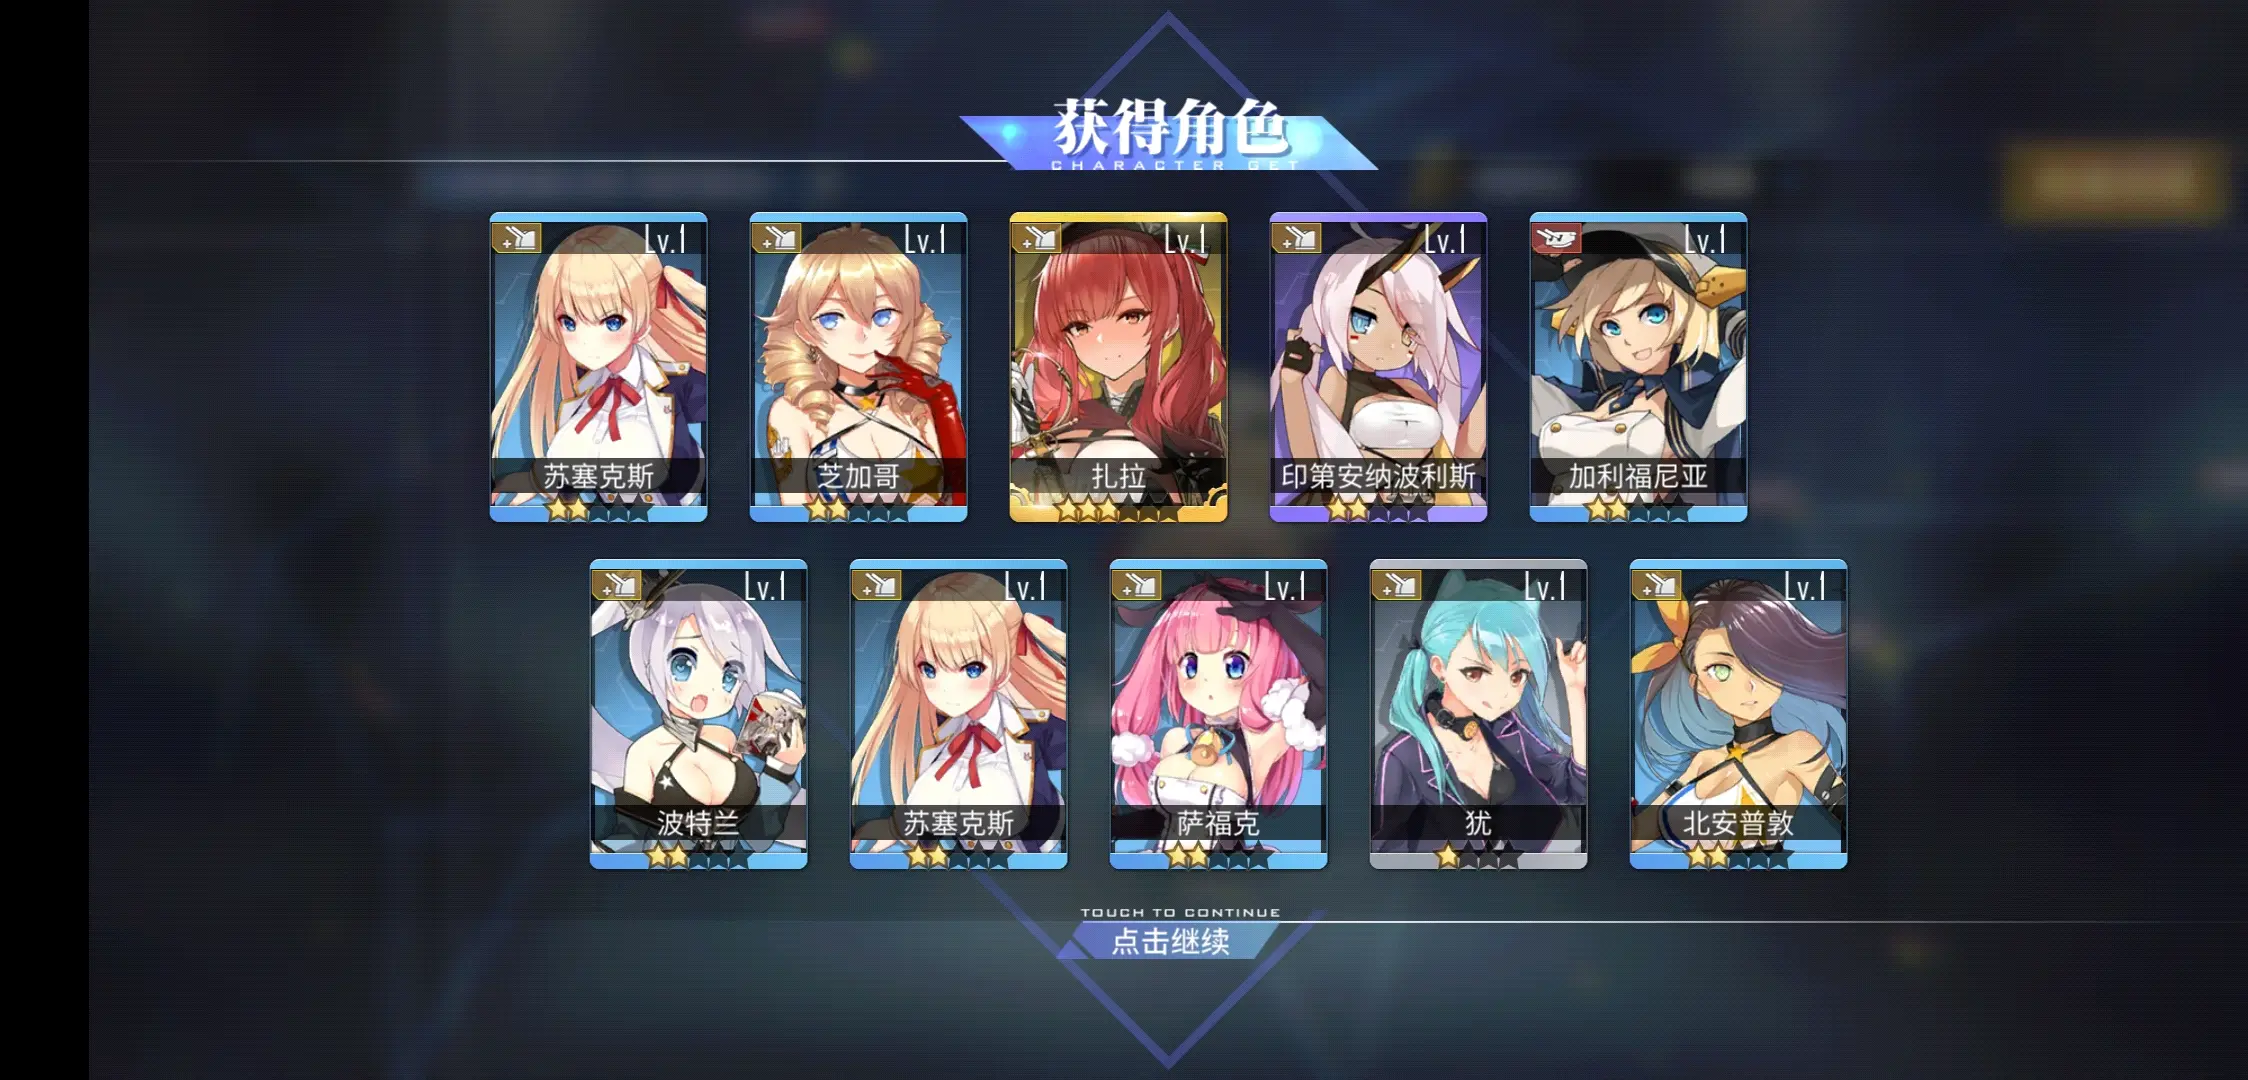 获得角色
CHARACTER GET
Lv.1
Lv.1
Lv.1
Lv.1
Lv.1
苏塞克斯
芝加哥
扎拉
印第安纳波利斯
加利福尼亚
Lv.1
Lv.1
Lv.1
Lv.1
Lv.1
波特兰
苏塞克斯
萨福克
犹
北安普敦
TOUCH TO CONTINUE
点击继续